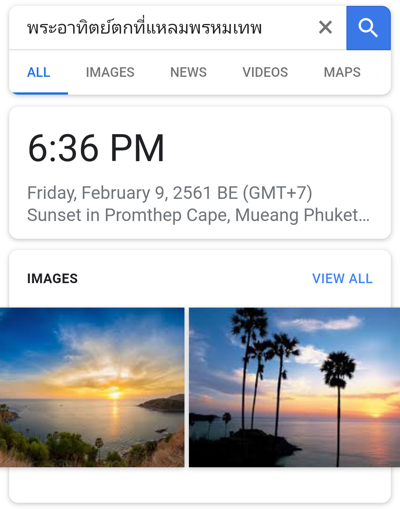 พระอาทิตย์ตกที่แหลมพรหมเทพ
ALL IMAGES NEWS VIDEOS MAPS
6:36 PM
Friday, February 9, 2561 BE (GMT+7)
Sunset in Promthep Cape, Mueang Phuket...
IMAGES VIEW ALL